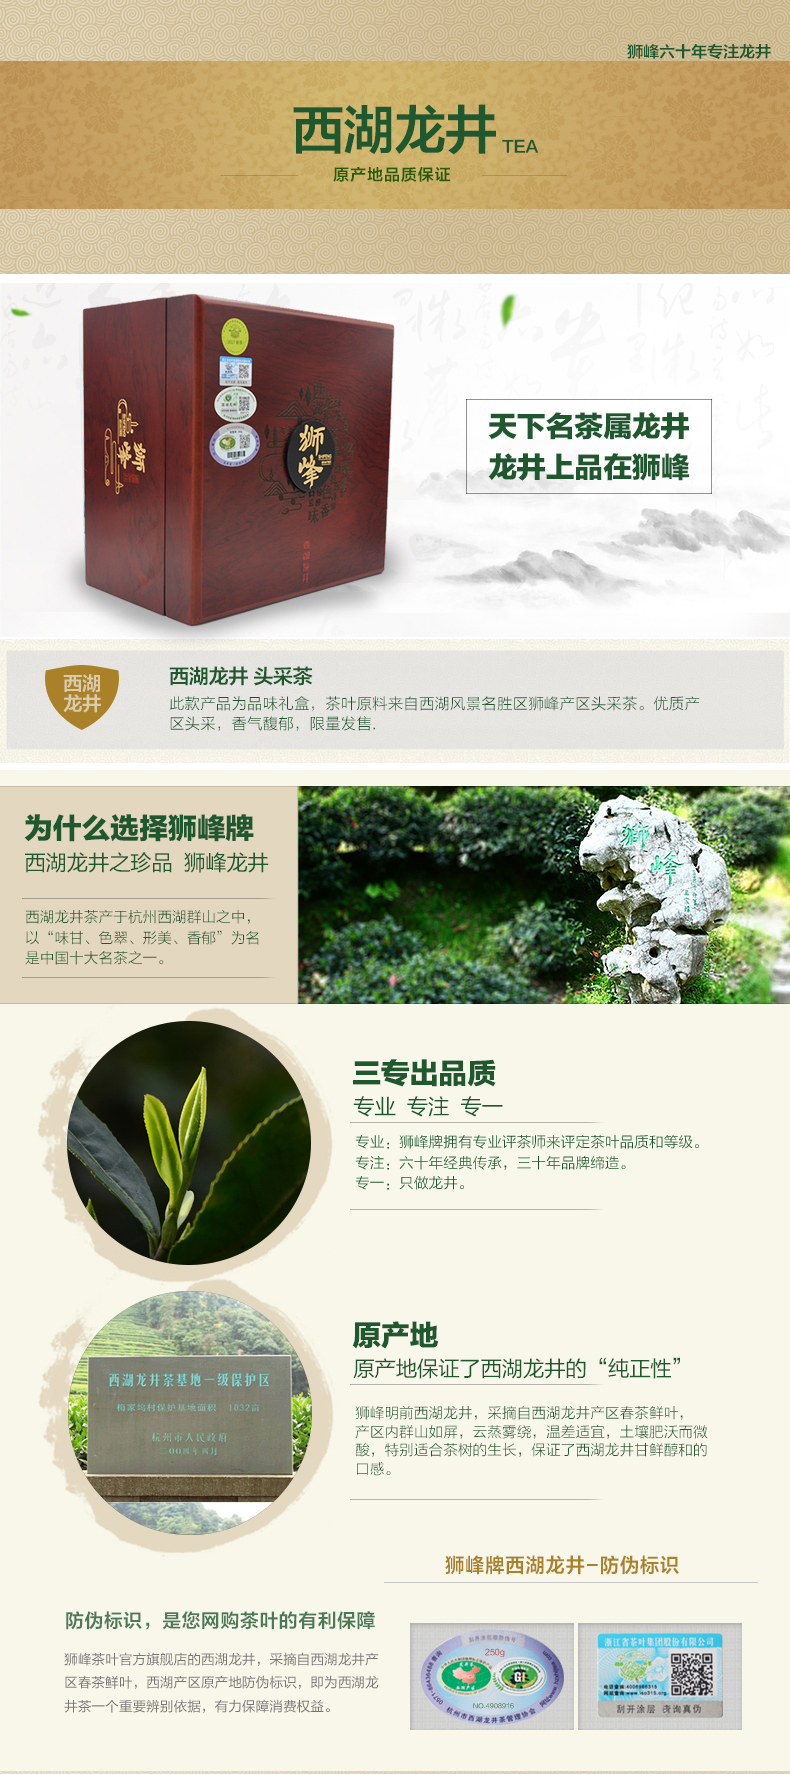 狮峰六十年专注龙井
西湖龙井 TEA
原产地品质保证
狮峰
西湖龙井
天下名茶属龙井
龙井上品在狮峰
西湖
龙井
西湖龙井 头采茶
此款产品为品味礼盒，茶叶原料来自西湖风景名胜区狮峰产区头采茶。优质产
区头采，香气馥郁，限量发售.
为什么选择狮峰牌
西湖龙井之珍品 狮峰龙井
西湖龙井茶产于杭州西湖群山之中，
以“味甘、色翠、形美、香郁”为名
是中国十大名茶之一。
獅峰
三专出品质
专业 专注 专一
专业：狮峰牌拥有专业评茶师来评定茶叶品质和等级。
专注：六十年经典传承，三十年品牌缔造。
专一：只做龙井。
西湖龙井茶基地一级保护区
梅家坞村保护基地面积 1032亩
杭州市人民政府
原产地
原产地保证了西湖龙井的“纯正性”
狮峰明前西湖龙井，采摘自西湖龙井产区春茶鲜叶，
产区内群山如屏，云蒸雾绕，温差适宜，土壤肥沃而微
酸，特别适合茶树的生长，保证了西湖龙井甘鲜醇和的
口感。
狮峰牌西湖龙井-防伪标识
防伪标识，是您网购茶叶的有利保障
狮峰茶叶官方旗舰店的西湖龙井，采摘自西湖龙井产
区春茶鲜叶，西湖产区原产地防伪标识，即为西湖龙
井茶一个重要辨别依据，有力保障消费权益。
250g
NO.4908916
杭州市西湖龙井茶管理协会
浙江省茶叶集团股份有限公司
刮开涂层 查询真伪